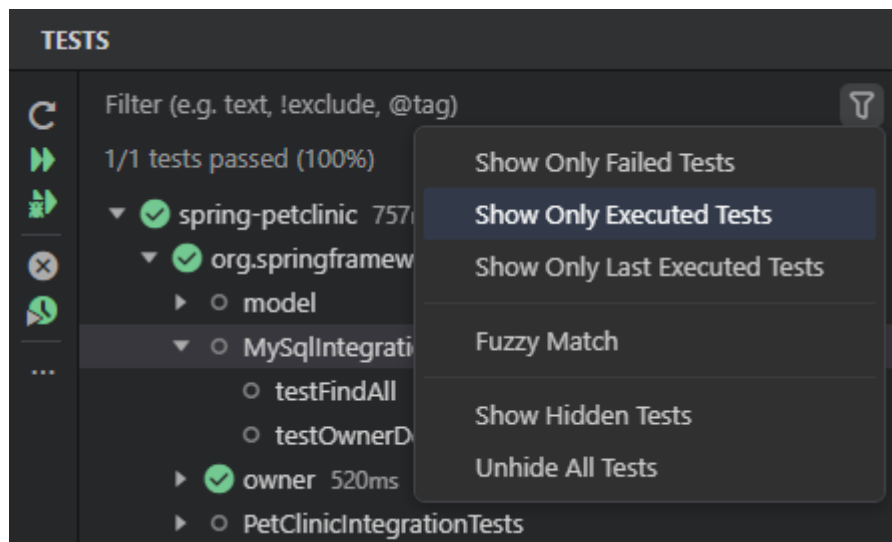 TESTS
Filter (e.g. text, !exclude, @tag)
1/1 tests passed (100%)
spring-petclinic 757
org.springframew
model
MySqlIntegrati
testFindAll
testOwnerD
owner 520ms
PetClinicIntegrationTests
Show Only Failed Tests
Show Only Executed Tests
Show Only Last Executed Tests
Fuzzy Match
Show Hidden Tests
Unhide All Tests